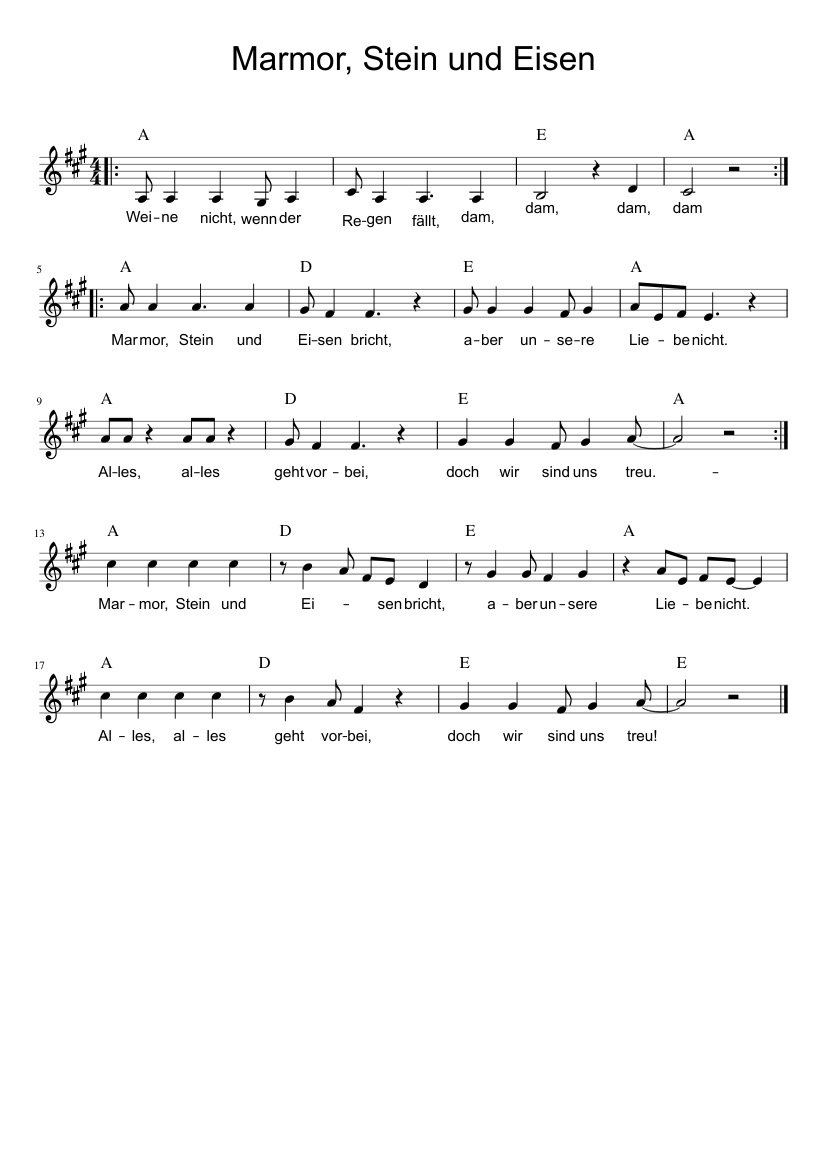 Marmor, Stein und Eisen
A E A
4
4
Wei–ne nicht, wenn der Re-gen fällt, dam, dam, dam, dam
5
A D E A
Marmor, Stein und Ei–sen bricht, a–ber un–se–re Lie–be nicht.
9
A D E A
Al–les, al–les geht vor–bei, doch wir sind uns treu. –
13
A D E A
Mar–mor, Stein und Ei– –sen bricht, a–ber un–sere Lie–be nicht.
17
A D E E
Al–les, al–les geht vor-bei, doch wir sind uns treu!